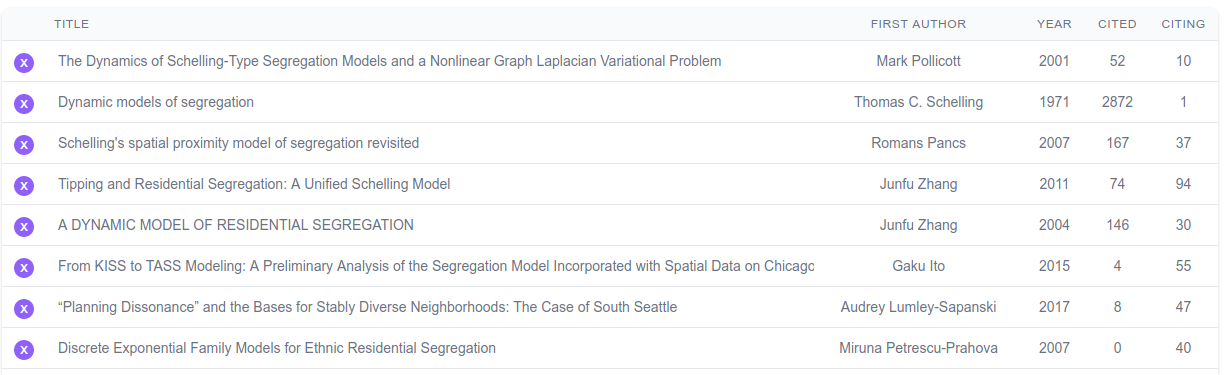 TITLE FIRST AUTHOR YEAR CITED CITING
X The Dynamics of Schelling-Type Segregation Models and a Nonlinear Graph Laplacian Variational Problem Mark Pollicott 2001 52 10
X Dynamic models of segregation Thomas C. Schelling 1971 2872 1
X Schelling's spatial proximity model of segregation revisited Romans Pancs 2007 167 37
X Tipping and Residential Segregation: A Unified Schelling Model Junfu Zhang 2011 74 94
X A DYNAMIC MODEL OF RESIDENTIAL SEGREGATION Junfu Zhang 2004 146 30
X From KISS to TASS Modeling: A Preliminary Analysis of the Segregation Model Incorporated with Spatial Data on Chicago Gaku Ito 2015 4 55
X “Planning Dissonance” and the Bases for Stably Diverse Neighborhoods: The Case of South Seattle Audrey Lumley-Sapanski 2017 8 47
X Discrete Exponential Family Models for Ethnic Residential Segregation Miruna Petrescu-Prahova 2007 0 40